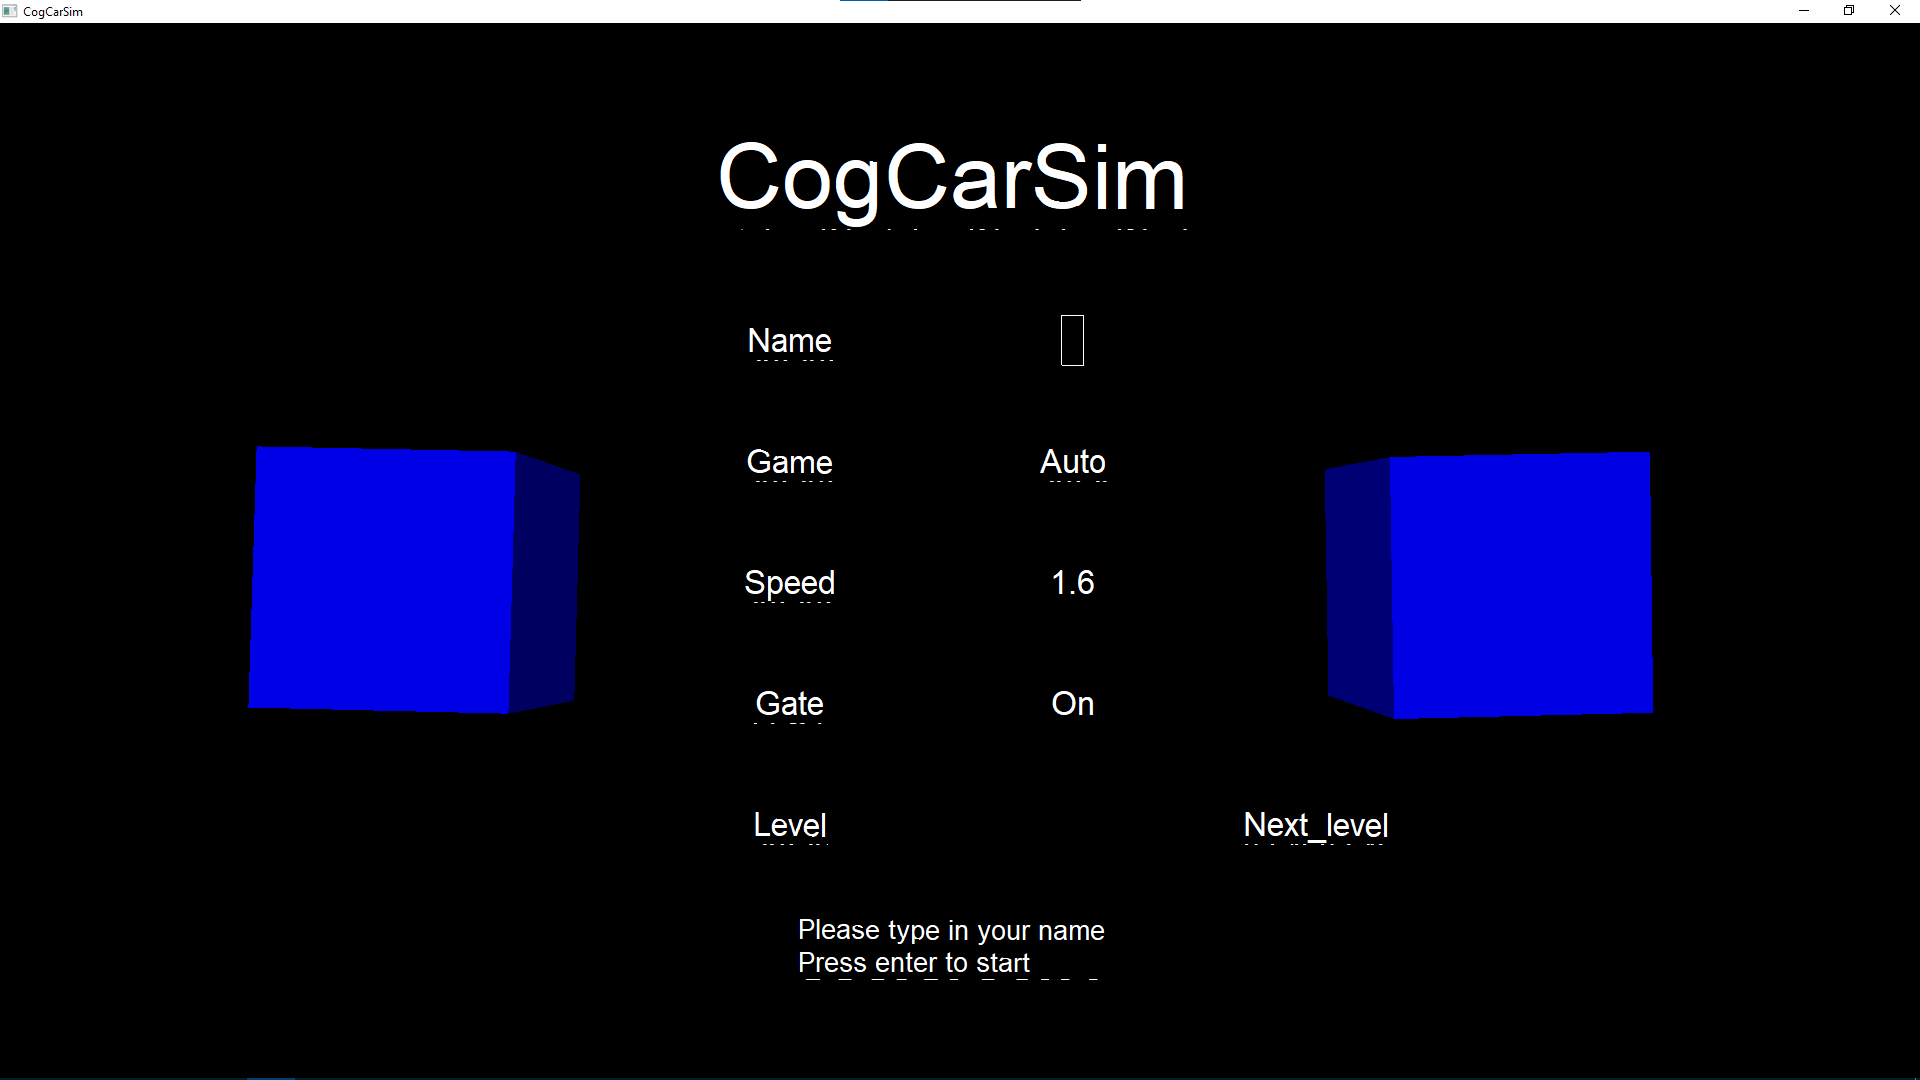 CogCarSim
CogCarSim
Name
Game Auto
Speed 1.6
Gate On
Level Next_level
Please type in your name
Press enter to start